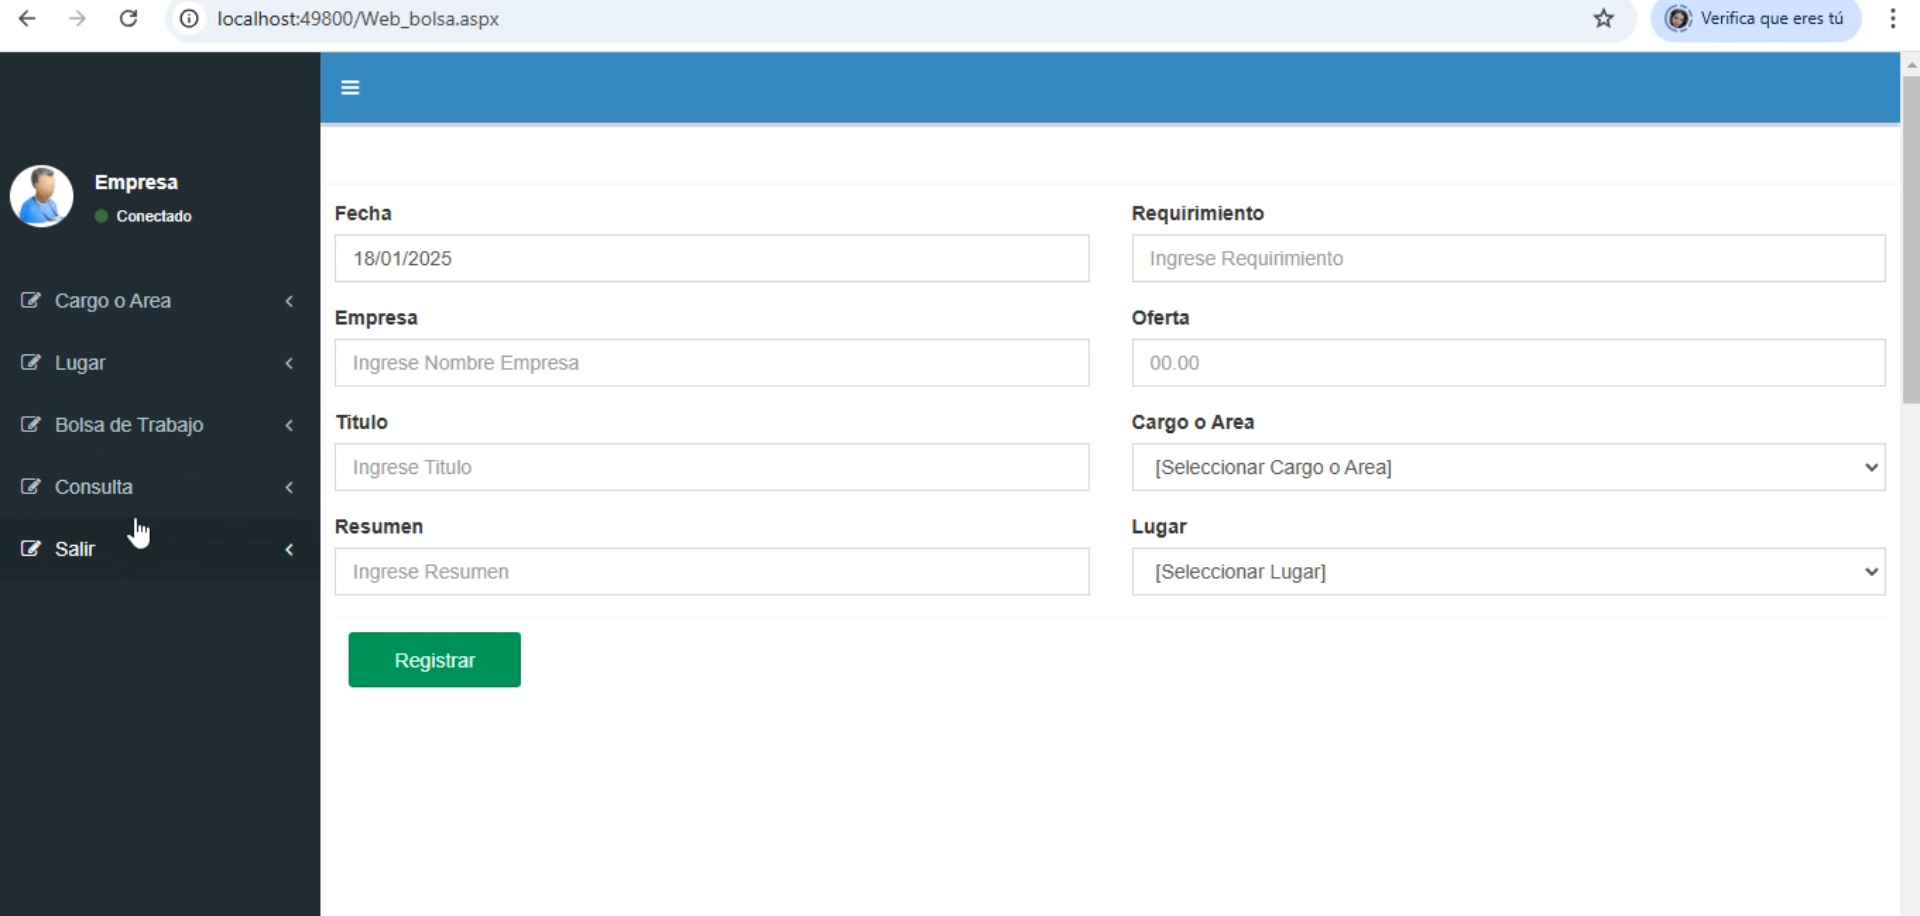 localhost:49800/Web_bolsa.aspx
Verifica que eres tú
Empresa
Conectado
Cargo o Area
Lugar
Bolsa de Trabajo
Consulta
Salir
Fecha
18/01/2025
Empresa
Ingrese Nombre Empresa
Titulo
Ingrese Titulo
Resumen
Ingrese Resumen
Requirimiento
Ingrese Requirimiento
Oferta
00.00
Cargo o Area
[Seleccionar Cargo o Area]
Lugar
[Seleccionar Lugar]
Registrar